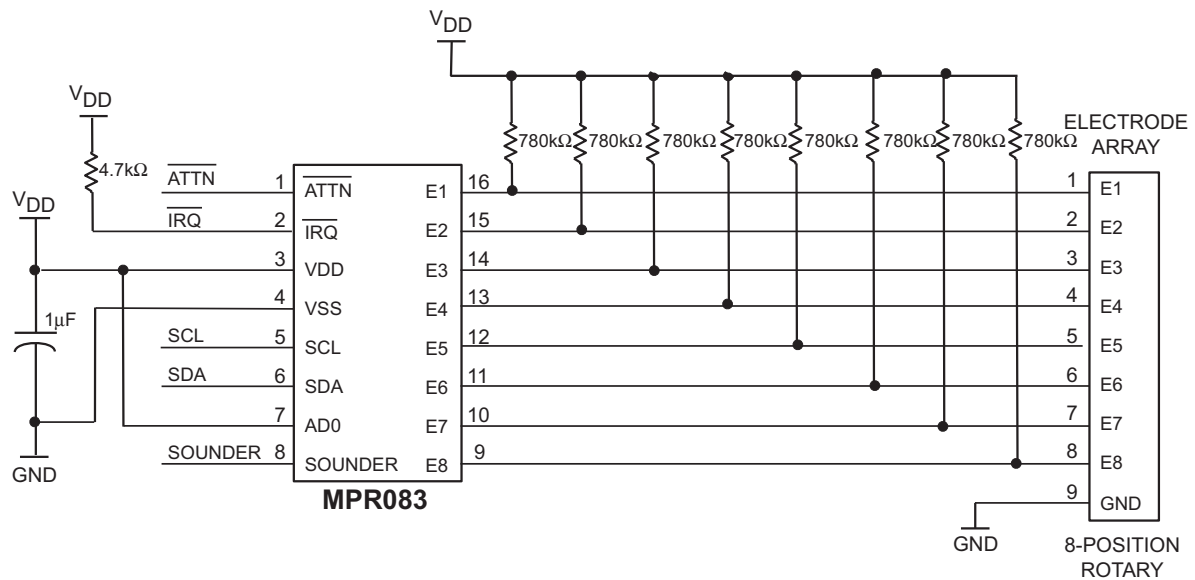 VDD
VDD
780kΩ 780kΩ 780kΩ 780kΩ 780kΩ 780kΩ 780kΩ 780kΩ
ELECTRODE
ARRAY
4.7kΩ
ATTN 1 ATTN E1 16 1 E1
VDD
IRQ 2 IRQ E2 15 2 E2
3 VDD E3 14 3 E3
4 VSS E4 13 4 E4
1μF
SCL 5 SCL E5 12 5 E5
SDA 6 SDA E6 11 6 E6
7 AD0 E7 10 7 E7
SOUNDER 8 SOUNDER E8 9 8 E8
GND
MPR083
9 GND
GND
8-POSITION
ROTARY